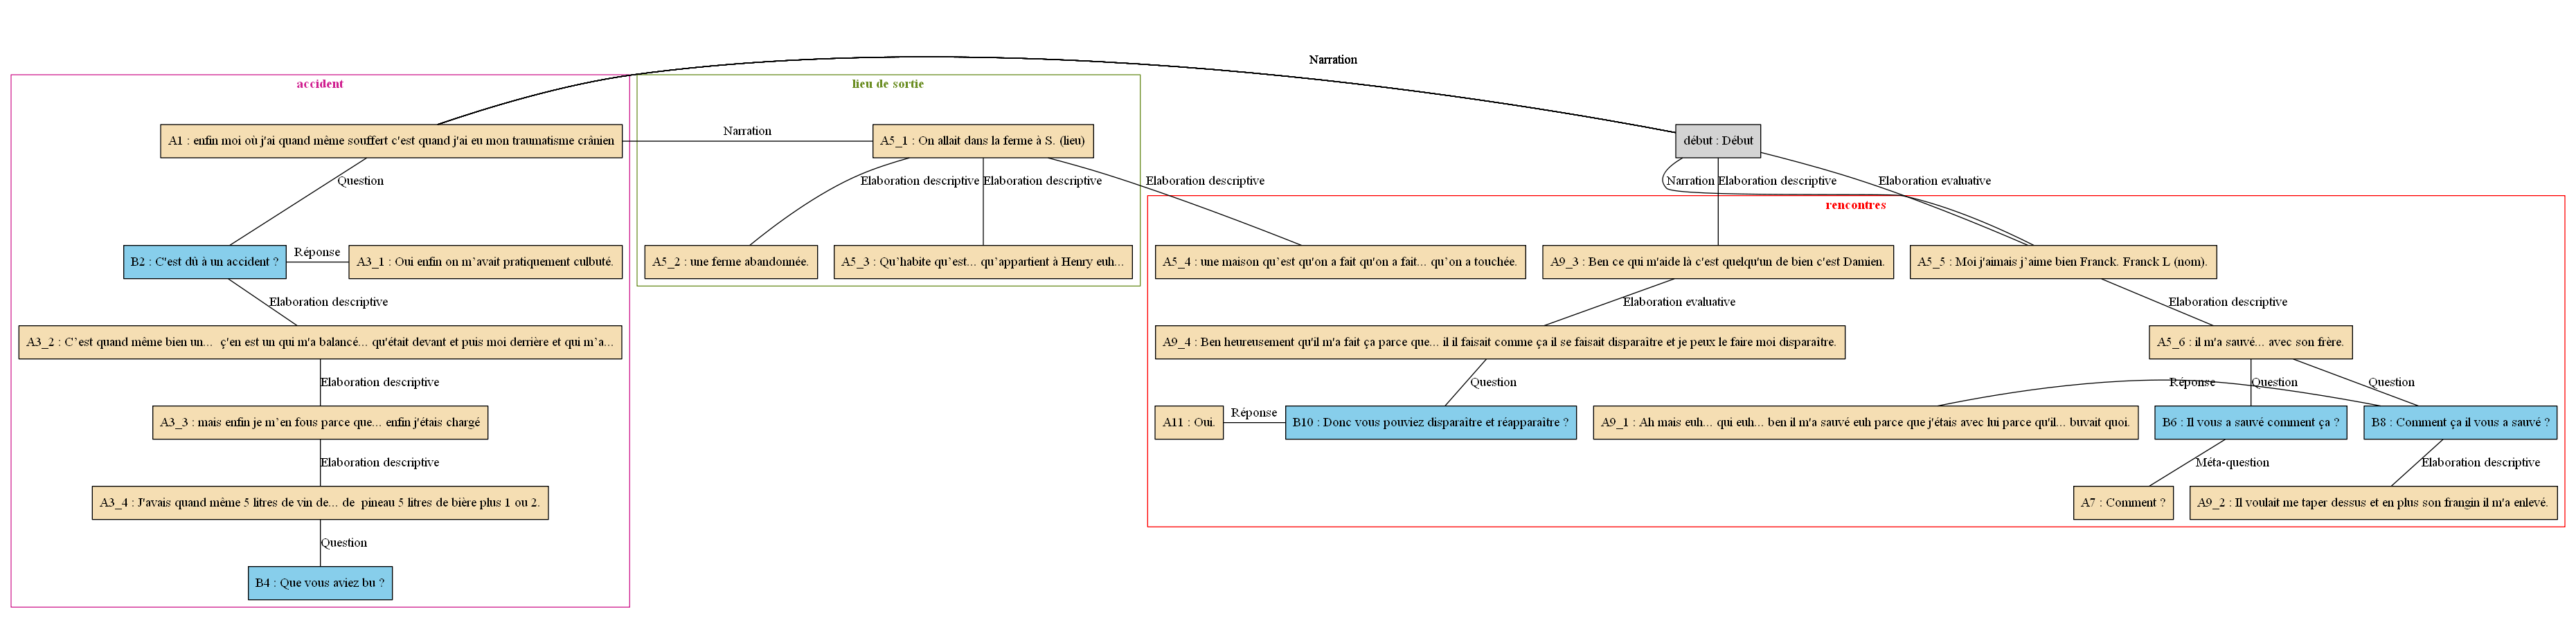 Narration
accident
lieu de sortie
A1 : enfin moi où j'ai quand même souffert c'est quand j'ai eu mon traumatisme crânien
Narration
A5_1 : On allait dans la ferme à S. (lieu)
début : Début
Question
Elaboration descriptive
Elaboration descriptive
Elaboration descriptive
Narration
Elaboration descriptive
Elaboration evaluative
rencontres
B2 : C'est dû à un accident ?
Réponse
A3_1 : Oui enfin on m’avait pratiquement culbuté.
A5_2 : une ferme abandonnée.
A5_3 : Qu’habite qu’est... qu’appartient à Henry euh...
A5_4 : une maison qu’est qu'on a fait qu'on a fait... qu’on a touchée.
A9_3 : Ben ce qui m'aide là c'est quelqu'un de bien c'est Damien.
A5_5 : Moi j'aimais j’aime bien Franck. Franck L (nom).
Elaboration descriptive
Elaboration evaluative
Elaboration descriptive
A3_2 : C’est quand même bien un...  ç'en est un qui m'a balancé... qu'était devant et puis moi derrière et qui m’a...
A9_4 : Ben heureusement qu'il m'a fait ça parce que... il il faisait comme ça il se faisait disparaître et je peux le faire moi disparaître.
A5_6 : il m'a sauvé... avec son frère.
Elaboration descriptive
Question
Réponse
Question
Question
A3_3 : mais enfin je m’en fous parce que... enfin j'étais chargé
A11 : Oui.
Réponse
B10 : Donc vous pouviez disparaître et réapparaître ?
A9_1 : Ah mais euh... qui euh... ben il m'a sauvé euh parce que j'étais avec lui parce qu'il... buvait quoi.
B6 : Il vous a sauvé comment ça ?
B8 : Comment ça il vous a sauvé ?
Elaboration descriptive
Méta-question
Elaboration descriptive
A3_4 : J'avais quand même 5 litres de vin de... de  pineau 5 litres de bière plus 1 ou 2.
A7 : Comment ?
A9_2 : Il voulait me taper dessus et en plus son frangin il m'a enlevé.
Question
B4 : Que vous aviez bu ?